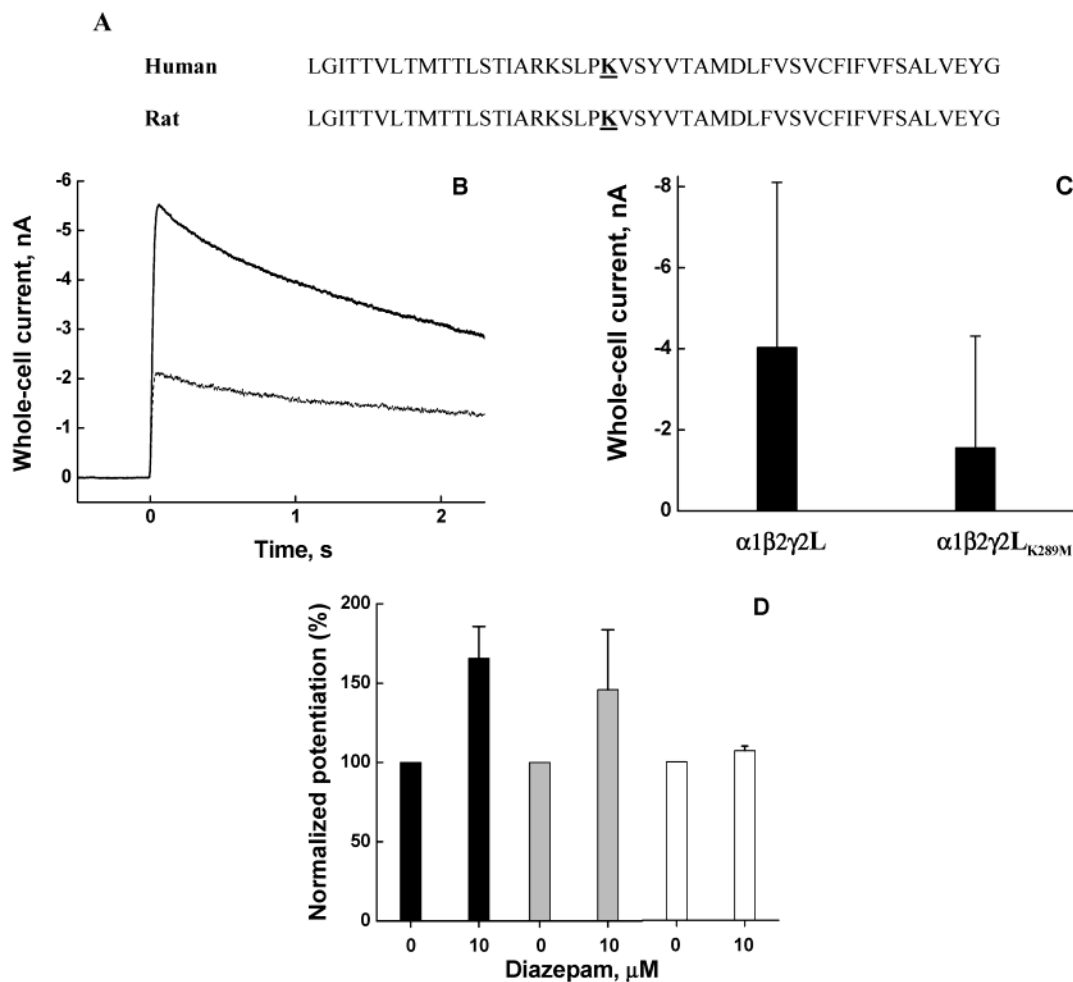 A
Human LGITTVLTMTTLSTIARKSLPKVSYVTAMDLFVSVCFIFVFSALVEYG
Rat LGITTVLTMTTLSTIARKSLPKVSYVTAMDLFVSVCFIFVFSALVEYG
B
Whole-cell current, nA
-6
-5
-4
-3
-2
-1
0
0 1 2
Time, s
C
Whole-cell current, nA
-8
-6
-4
-2
0
α1β2γ2L α1β2γ2LK289M
D
Normalized potentiation (%)
200
150
100
50
0
0 10 0 10 0 10
Diazepam, μM